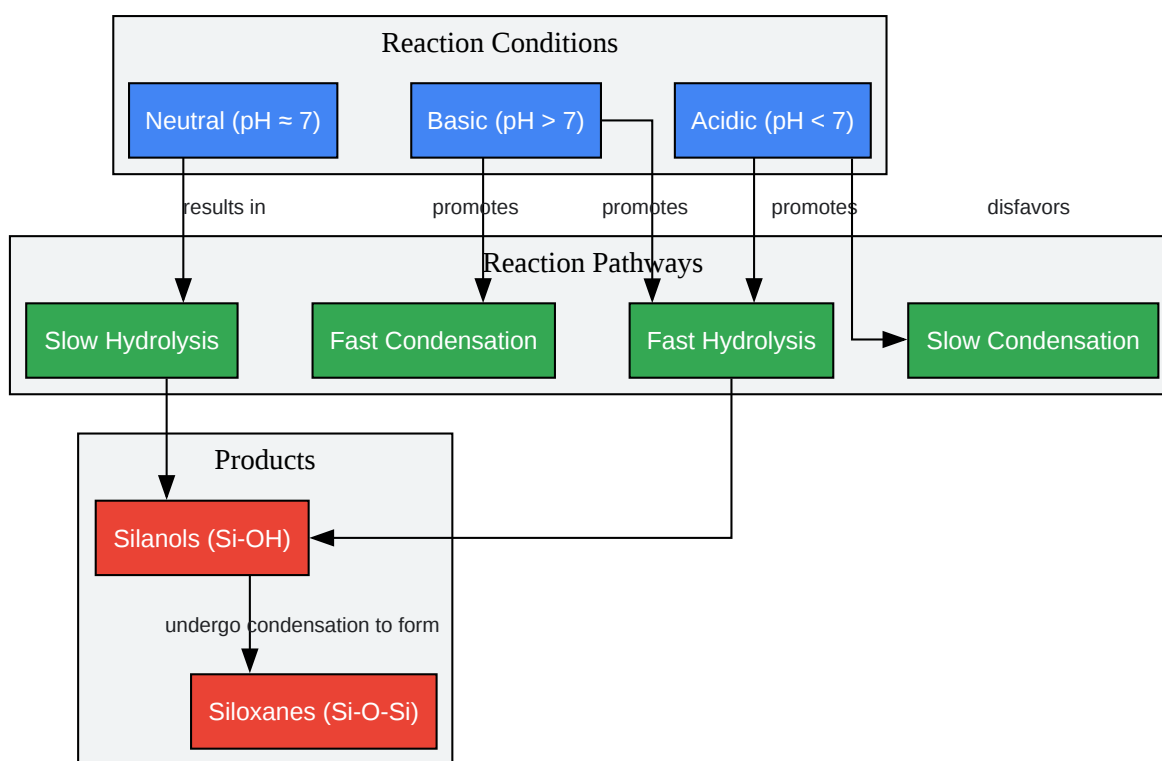 Reaction Conditions
Neutral (pH ≈ 7)
Basic (pH > 7)
Acidic (pH < 7)
results in
promotes
promotes
promotes
disfavors
Reaction Pathways
Slow Hydrolysis
Fast Condensation
Fast Hydrolysis
Slow Condensation
Products
Silanols (Si-OH)
undergo condensation to form
Siloxanes (Si-O-Si)